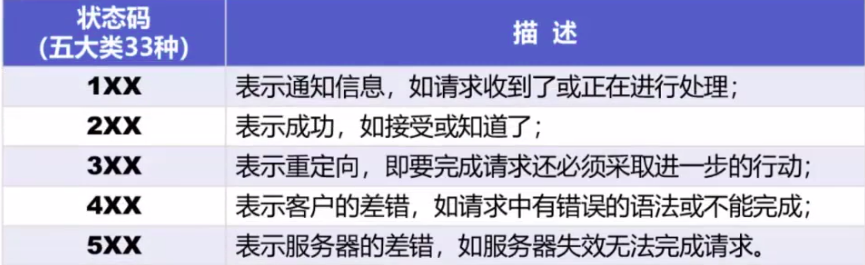 状态码
（五大类33种）
描 述
1XX
表示通知信息，如请求收到了或正在进行处理；
2XX
表示成功，如接受或知道了；
3XX
表示重定向，即要完成请求还必须采取进一步的行动；
4XX
表示客户的差错，如请求中有错误的语法或不能完成；
5XX
表示服务器的差错，如服务器失效无法完成请求。